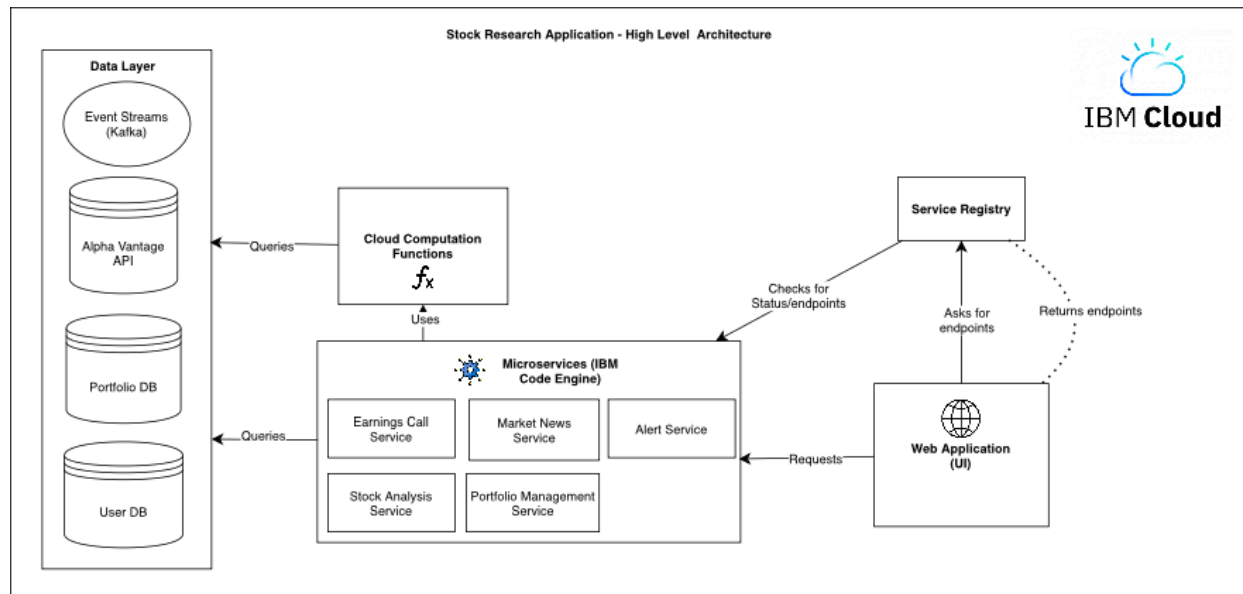 Stock Research Application - High Level Architecture
IBM Cloud
Data Layer
Event Streams
(Kafka)
Alpha Vantage
API
Portfolio DB
User DB
Queries
Queries
Cloud Computation
Functions
fx
Uses
Microservices (IBM
Code Engine)
Earnings Call
Service
Market News
Service
Alert Service
Stock Analysis
Service
Portfolio Management
Service
Service Registry
Checks for
Status/endpoints
Asks for
endpoints
Returns endpoints
Requests
Web Application
(UI)